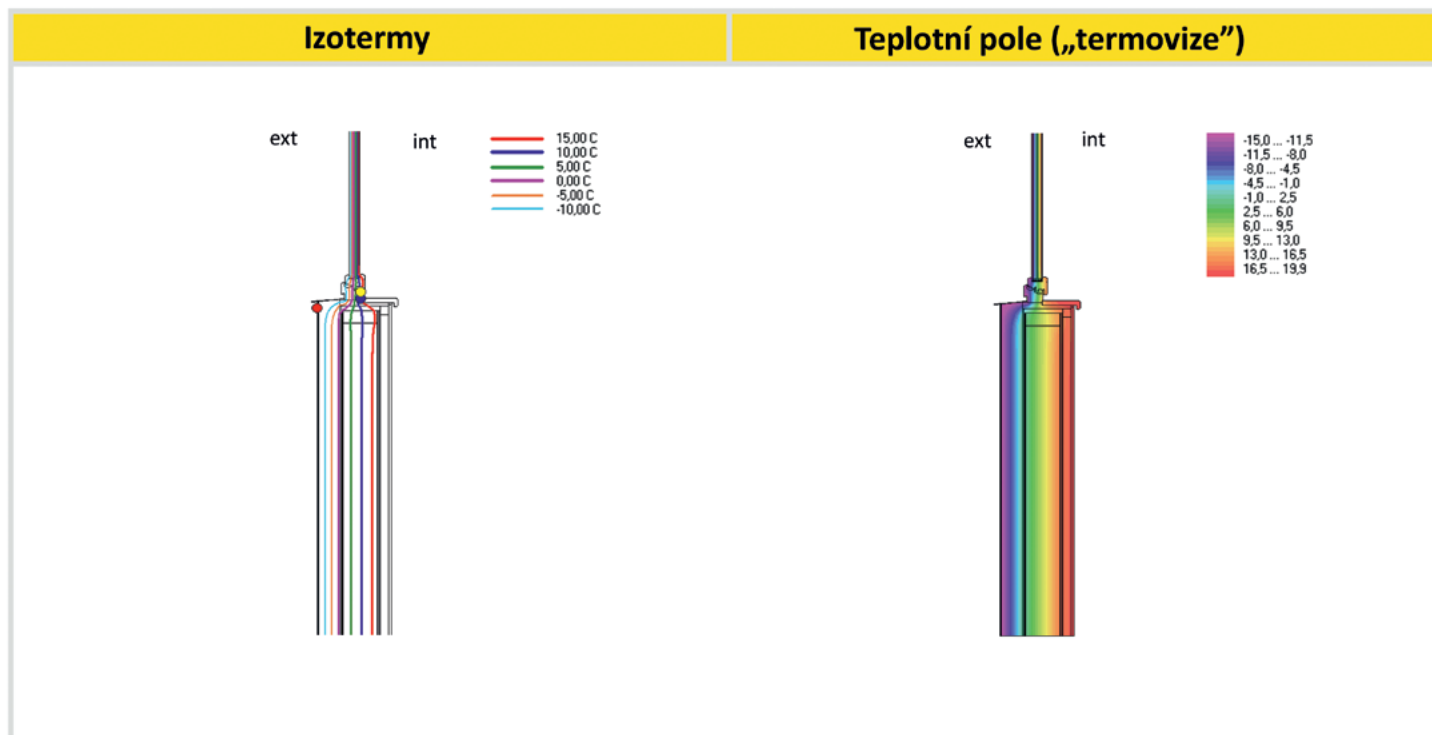 Izotermy
Teplotní pole („termovize”)
ext
int
15,00 C
10,00 C
5,00 C
0,00 C
-5,00 C
-10,00 C
ext
int
-15,0 ... -11,5
-11,5 ... -8,0
-8,0 ... -4,5
-4,5 ... -1,0
-1,0 ... 2,5
2,5 ... 6,0
6,0 ... 9,5
9,5 ... 13,0
13,0 ... 16,5
16,5 ... 19,9